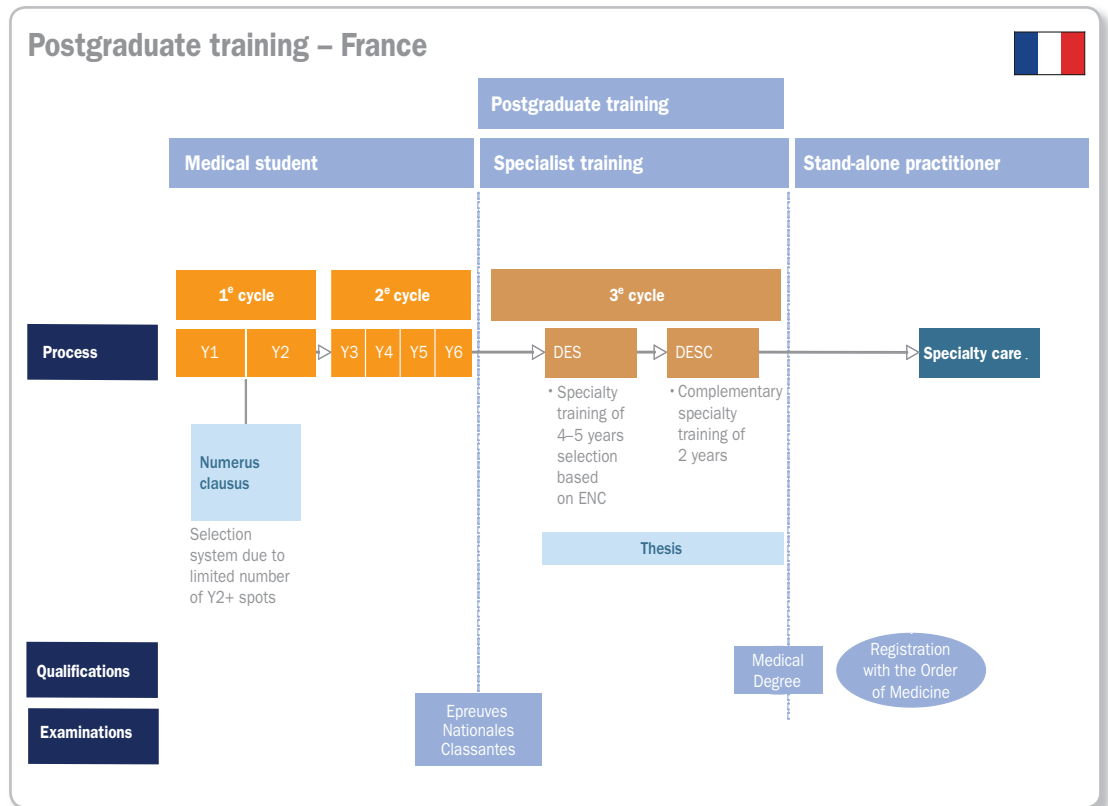 Postgraduate training – France
Postgraduate training
Medical student
Specialist training
Stand-alone practitioner
1e cycle
2e cycle
3e cycle
Process
Y1
Y2
Y3
Y4
Y5
Y6
DES
DESC
Specialty care .
• Specialty
training of
4–5 years
selection
based
on ENC
• Complementary
specialty
training of
2 years
Numerus
clausus
Selection
system due to
limited number
of Y2+ spots
Thesis
Qualifications
Medical
Degree
Registration
with the Order
of Medicine
Examinations
Epreuves
Nationales
Classantes